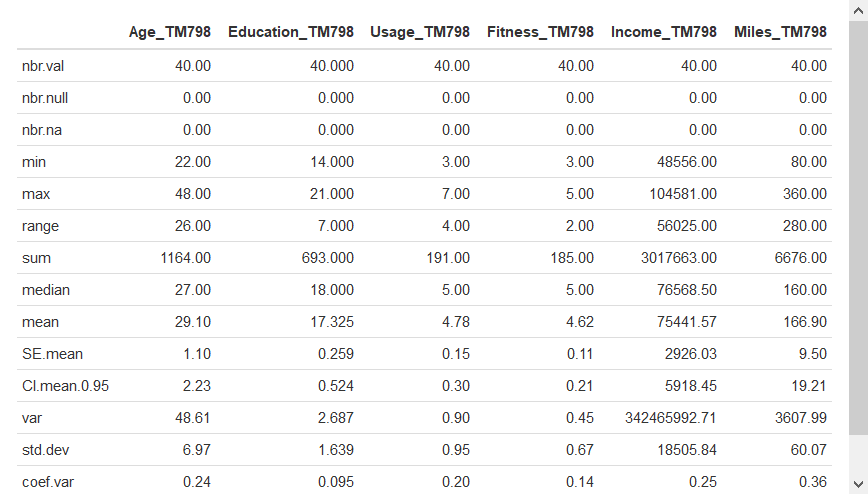 Age_TM798 Education_TM798 Usage_TM798 Fitness_TM798 Income_TM798 Miles_TM798
nbr.val 40.00 40.000 40.00 40.00 40.00 40.00
nbr.null 0.00 0.000 0.00 0.00 0.00 0.00
nbr.na 0.00 0.000 0.00 0.00 0.00 0.00
min 22.00 14.000 3.00 3.00 48556.00 80.00
max 48.00 21.000 7.00 5.00 104581.00 360.00
range 26.00 7.000 4.00 2.00 56025.00 280.00
sum 1164.00 693.000 191.00 185.00 3017663.00 6676.00
median 27.00 18.000 5.00 5.00 76568.50 160.00
mean 29.10 17.325 4.78 4.62 75441.57 166.90
SE.mean 1.10 0.259 0.15 0.11 2926.03 9.50
CI.mean.0.95 2.23 0.524 0.30 0.21 5918.45 19.21
var 48.61 2.687 0.90 0.45 342465992.71 3607.99
std.dev 6.97 1.639 0.95 0.67 18505.84 60.07
coef.var 0.24 0.095 0.20 0.14 0.25 0.36